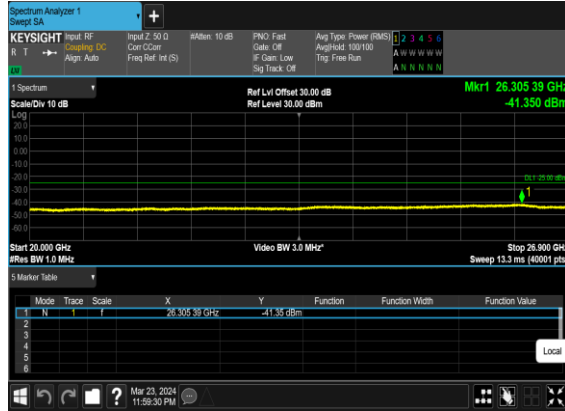 Spectrum Analyzer 1
Swept SA
KEYSIGHT Input: RF Input Z: 50 Ω #Atten: 10 dB PNO: Fast Avg Type: Power (RMS) 1 2 3 4 5 6
R T Coupling: DC Corr CCorr Gate: Off Avg|Hold: 100/100 A W W W W W
Align: Auto Freq Ref: Int (S) IF Gain: Low Trig: Free Run
LW Sig Track: Off A N N N N N
1 Spectrum Ref Lvl Offset 30.00 dB Mkr1 26.305 39 GHz
Scale/Div 10 dB Ref Level 30.00 dBm -41.350 dBm
Log
20.0
10.0
0.00
-10.0
-20.0 DL1 -25.00 dBm
-30.0 1
-40.0
-50.0
-60.0
Start 20.000 GHz Video BW 3.0 MHz* Stop 26.900 GHz
#Res BW 1.0 MHz Sweep 13.3 ms (40001 pts)
5 Marker Table
Mode Trace Scale X Y Function Function Width Function Value
1 N 1 f 26.305 39 GHz -41.35 dBm
2
3
4
5
6
Local
? Mar 23, 2024
11:59:30 PM